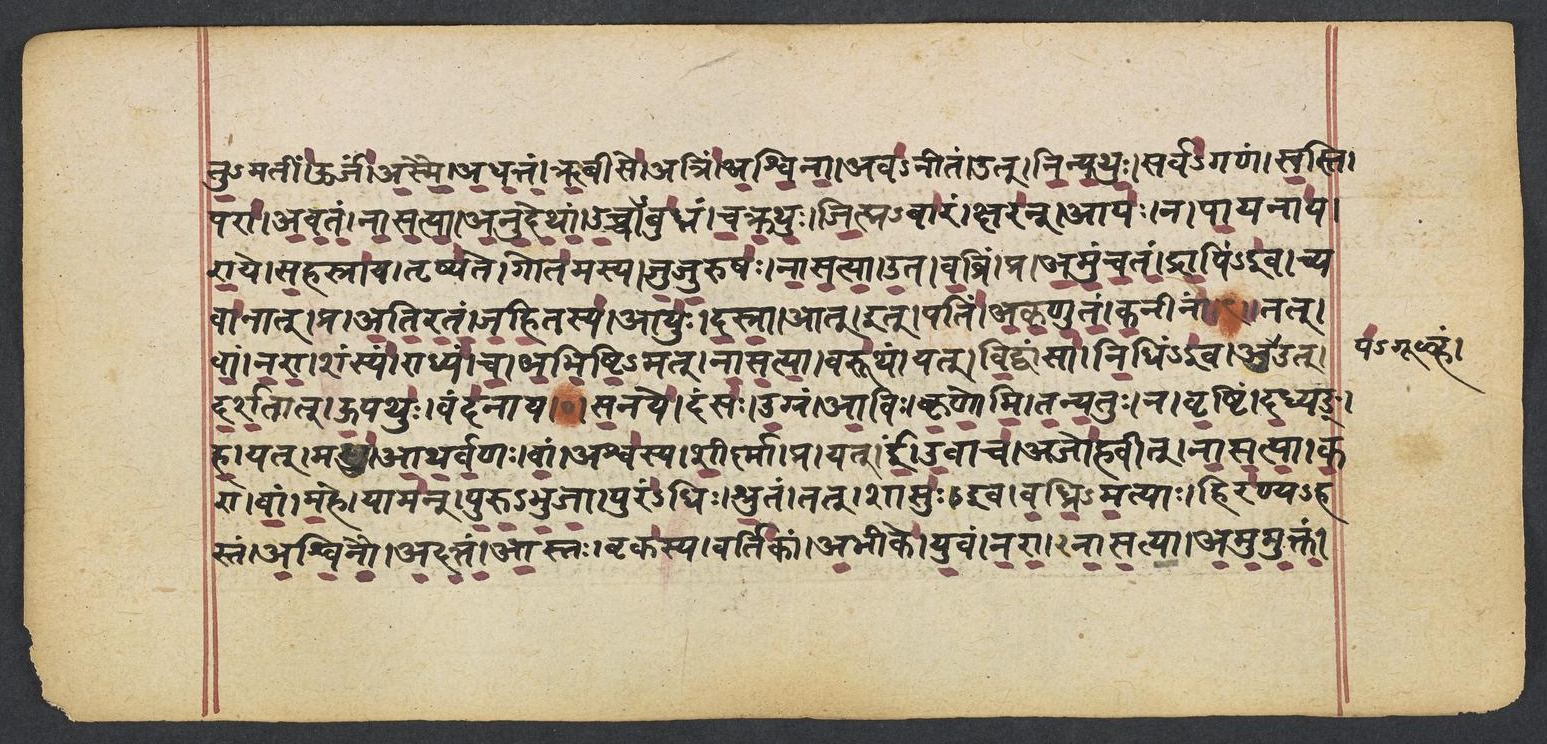 तुऽमतीं।ऊर्जं।अस्मै।अधत्तं।ऋबीसे।अत्रिं।अश्विना।अवऽनीतं।उत्।निन्यथुः।सर्वऽगणं।स्वस्ति।
परा।अवतं।नासत्या।अनुदेथां।उच्चाऽबुध्नं।चक्रथुः।जिह्मऽबारं।क्षरन्।आपः।न।पायनाय।
राये।सहस्राय।तृष्यते।गोतमस्य।जुजुरुषः।नासत्या।उत।वव्रिं।प्र।अमुंचतं।द्रापिंऽइव।च्य
वानात्।प्र।अतिरतं।जहितस्य।आयुः।दस्रा।आत्।इत्।पतिं।अकृणुतं।कनीनां॥तत्।
वां।नरा।शंस्यं।राध्यं।च।अभिष्टिऽमत्।नासत्या।वरूथं।यत्।विद्वांसा।निधिंऽइव।उत्।
पऽगूळ्हं।
दर्शतात्।ऊपथुः।वंदनाय।सनये।दंसः।उग्रं।आविः।कृणोमि।तन्यतुः।न।वृष्टिं।दध्यङ्।
ह।यत्।मधु।आथर्वणः।वां।अश्वस्य।शीर्ष्णा।प्र।यत्।ईं।उवाच।अजोहवीत्।नासत्या।क
रा।वां।महे।यामन्।पुरुऽभुजा।पुरंऽधिः।श्रुतं।तत्।शासुःऽइव।वध्रिऽमत्याः।हिरण्यऽह
स्तं।अश्विनौ।अदत्तं।आस्नः।वृकस्य।वर्तिकां।अभीके।युवं।नरा।नासत्या।अमुमुक्तं।